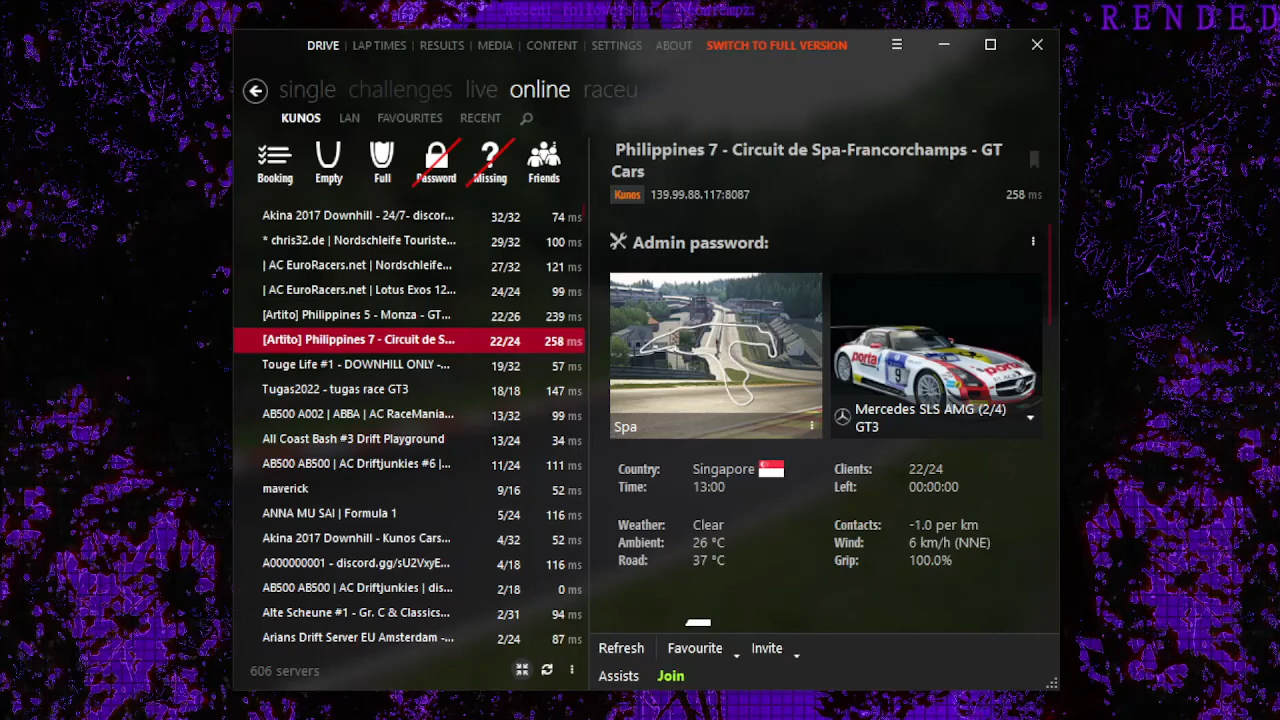 RENDED
DRIVE | LAP TIMES | RESULTS | MEDIA | CONTENT | SETTINGS | ABOUT SWITCH TO FULL VERSION
single challenges live online raceu
KUNOS LAN FAVOURITES RECENT
Booking Empty Full Password Missing Friends
Akina 2017 Downhill - 24/7- discor... 32/32 74 ms
* chris32.de | Nordschleife Touriste... 29/32 100 ms
| AC EuroRacers.net | Nordschleife... 27/32 121 ms
| AC EuroRacers.net | Lotus Exos 12... 24/24 99 ms
[Artito] Philippines 5 - Monza - GT... 22/26 239 ms
[Artito] Philippines 7 - Circuit de S... 22/24 258 ms
Touge Life #1 - DOWNHILL ONLY -... 19/32 57 ms
Tugas2022 - tugas race GT3 18/18 147 ms
AB500 A002 | ABBA | AC RaceMania... 13/32 99 ms
All Coast Bash #3 Drift Playground 13/24 34 ms
AB500 AB500 | AC Driftjunkies #6 |... 11/24 111 ms
maverick 9/16 52 ms
ANNA MU SAI | Formula 1 5/24 116 ms
Akina 2017 Downhill - Kunos Cars... 4/32 52 ms
A000000001 - discord.gg/sU2VxyE... 4/18 116 ms
AB500 AB500 | AC Driftjunkies | dis... 2/18 0 ms
Alte Scheune #1 - Gr. C & Classics... 2/31 94 ms
Arians Drift Server EU Amsterdam -... 2/24 87 ms
606 servers
Philippines 7 - Circuit de Spa-Francorchamps - GT
Cars
Kunos 139.99.88.117:8087 258 ms
Admin password:
Spa
porta!
9
Mercedes SLS AMG (2/4)
GT3
Country: Singapore Clients: 22/24
Time: 13:00 Left: 00:00:00
Weather: Clear Contacts: -1.0 per km
Ambient: 26 °C Wind: 6 km/h (NNE)
Road: 37 °C Grip: 100.0%
Refresh Favourite Invite
Assists Join